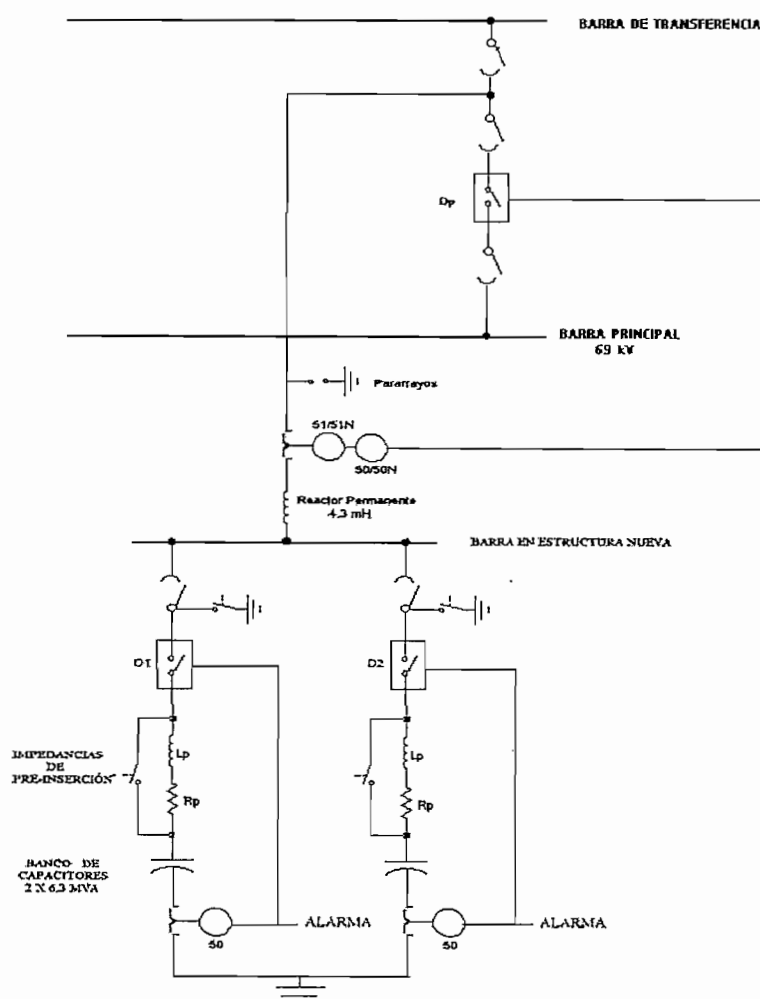 BARRA DE TRANSFERENCIA
Dp
BARRA PRINCIPAL
69 kV
Pararrayos
51/51N
50/50N
Reactor Permanente
4.3 mH
BARRA EN ESTRUCTURA NUEVA
D1
D2
IMPEDANCIAS
DE
PRE-INSERCIÓN
Lp
Rp
Lp
Rp
BANCO DE
CAPACITORES
2 X 6.3 MVA
ALARMA
50
ALARMA
50